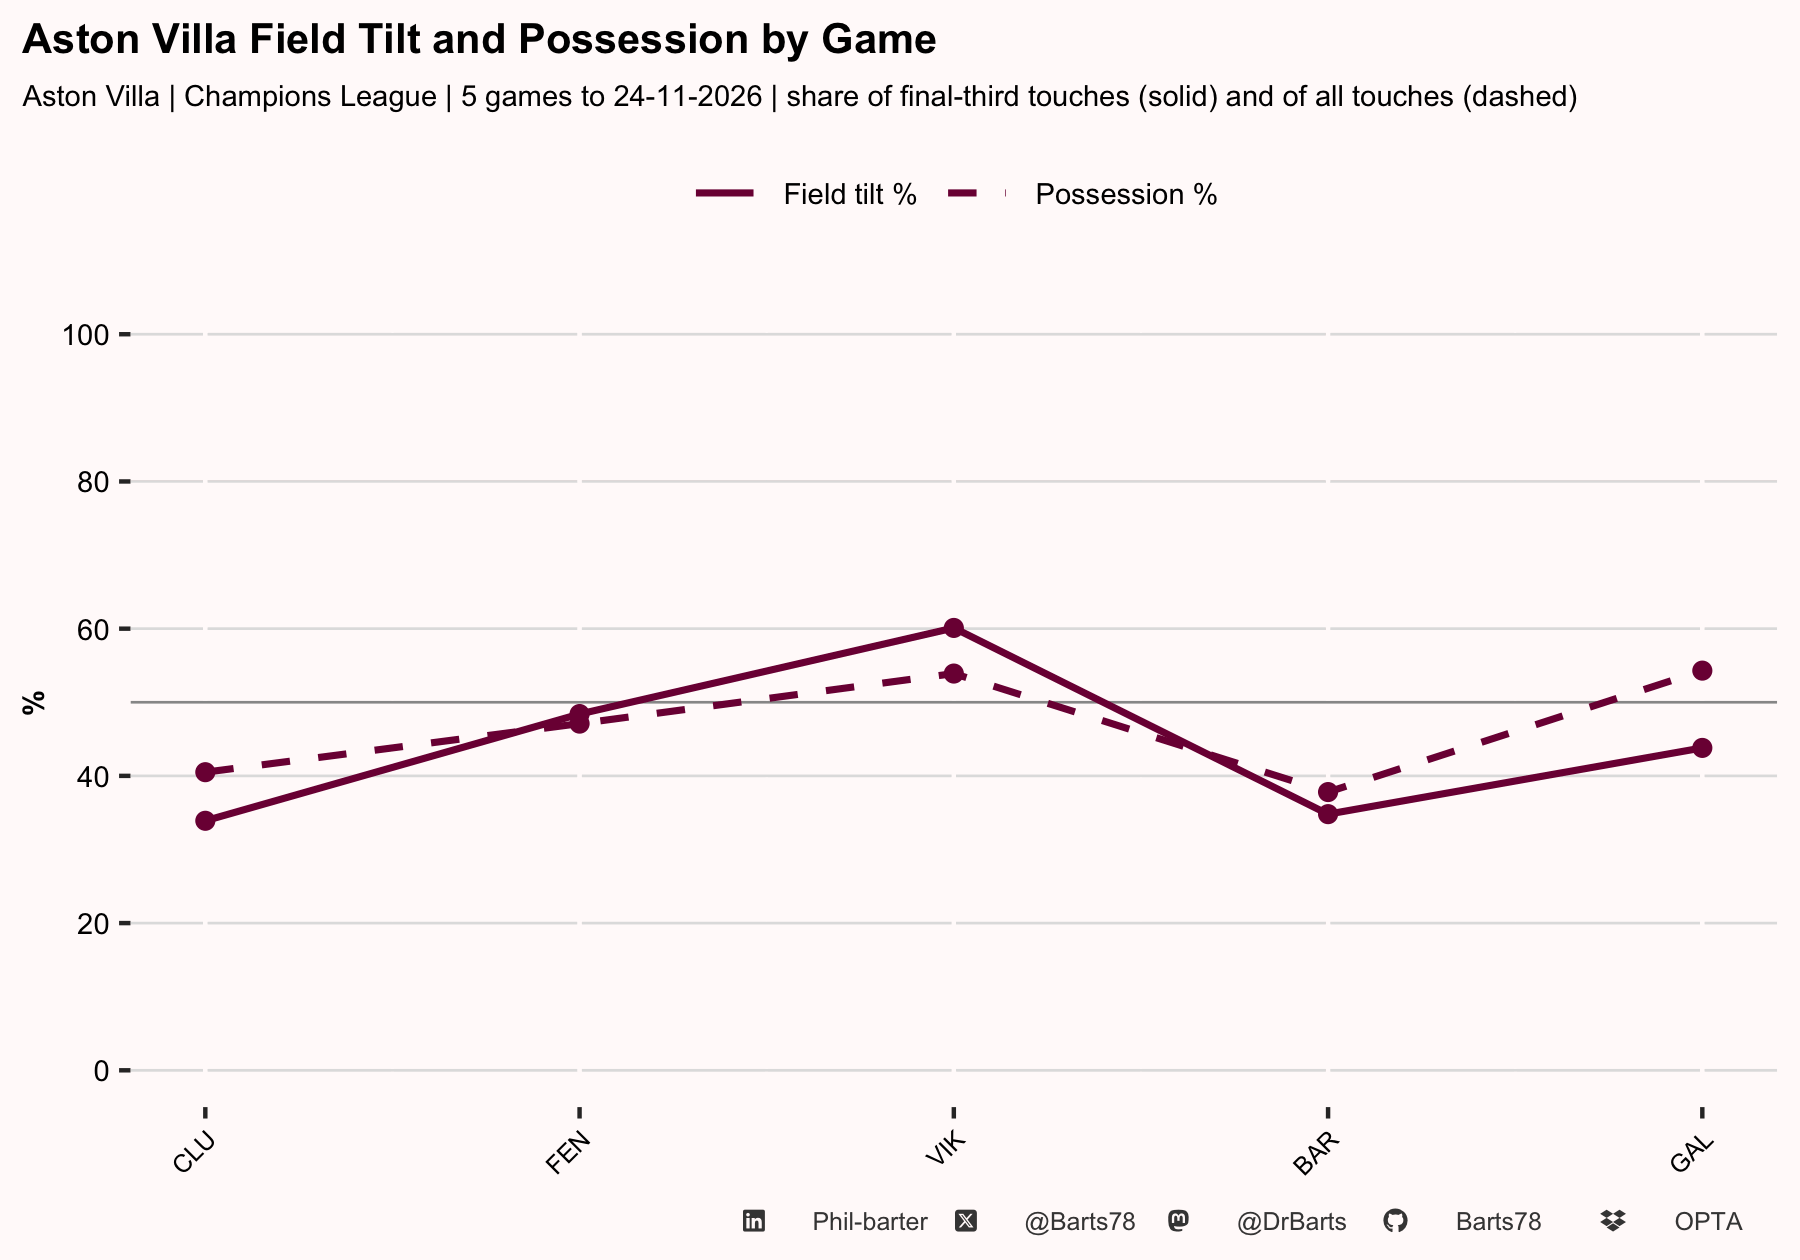 Aston Villa Field Tilt and Possession by Game
Aston Villa | Champions League | 5 games to 24-11-2026 | share of final-third touches (solid) and of all touches (dashed)
Field tilt % Possession %
100
80
60
%
40
20
0
CLU FEN VIK BAR GAL
Phil-barter @Barts78 @DrBarts Barts78 OPTA